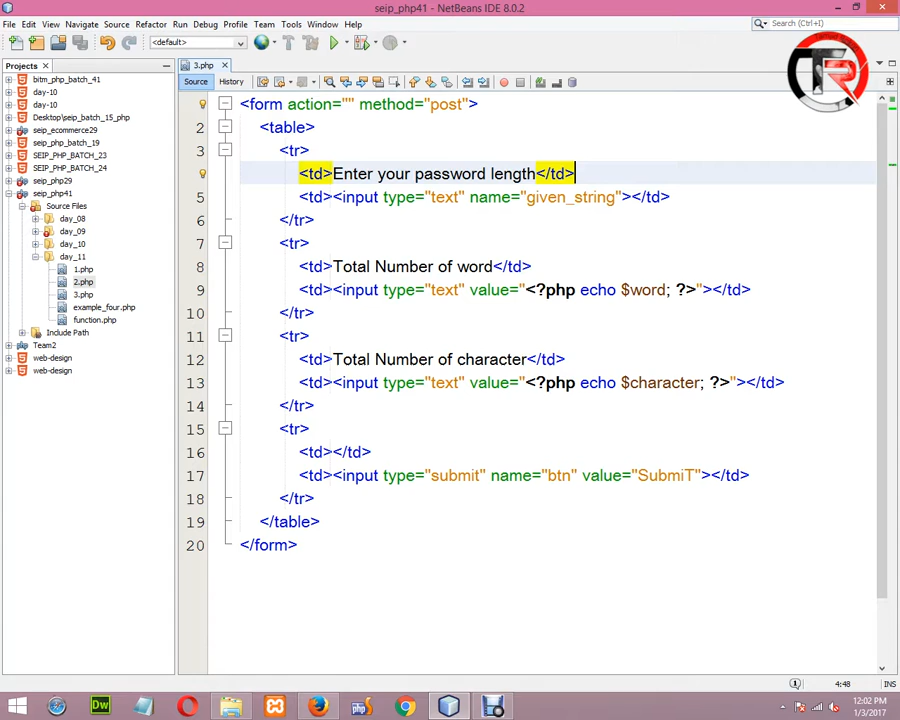 seip_php41 - NetBeans IDE 8.0.2
File Edit View Navigate Source Refactor Run Debug Profile Team Tools Window Help
<default>
Search (Ctrl+I)
Projects
bitm_php_batch_41
day-10
day-10
Desktop\seip_batch_15_php
seip_ecommerce29
seip_php_batch_19
SEIP_PHP_BATCH_23
SEIP_PHP_BATCH_24
seip_php29
seip_php41
Source Files
day_08
day_09
day_10
day_11
1.php
2.php
3.php
example_four.php
function.php
Include Path
Team2
web-design
web-design
3.php
Source History
<form action="" method="post">
2 <table>
3 <tr>
<td>Enter your password length</td>
5 <td><input type="text" name="given_string"></td>
6 </tr>
7 <tr>
8 <td>Total Number of word</td>
9 <td><input type="text" value="<?php echo $word; ?>"></td>
10 </tr>
11 <tr>
12 <td>Total Number of character</td>
13 <td><input type="text" value="<?php echo $character; ?>"></td>
14 </tr>
15 <tr>
16 <td></td>
17 <td><input type="submit" name="btn" value="SubmiT"></td>
18 </tr>
19 </table>
20 </form>
4:48 INS
Dw
12:02 PM
1/3/2017